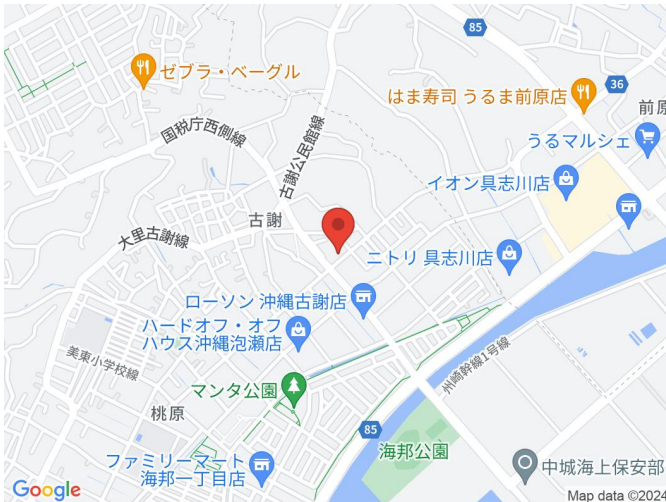 85
ゼブラ・ベーグル
はま寿司 うるま前原店
36
前原
国税庁西側線
古謝公民館線
うるマルシェ
イオン具志川店
大里古謝線
古謝
ニトリ 具志川店
ローソン 沖縄古謝店
ハードオフ・オフ
ハウス沖縄泡瀬店
美東小学校線
州崎幹線1号線
マンタ公園
桃原
85
海邦公園
ファミリーマート
海邦一丁目店
中城海上保安部
Google
Map data ©2024